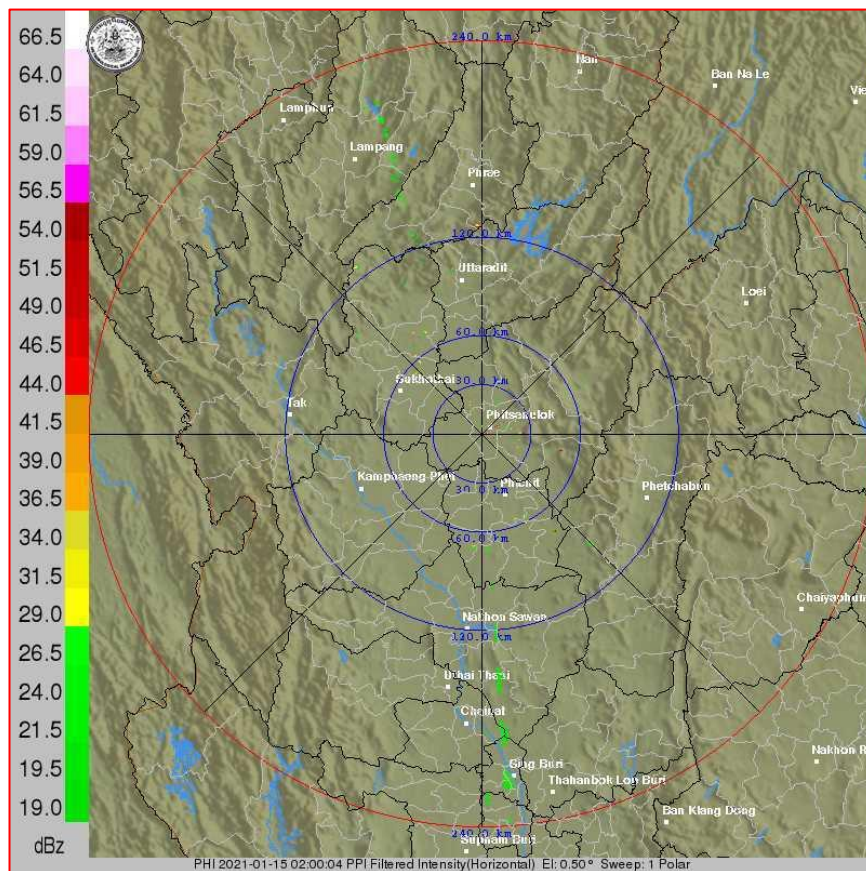 66.5
64.0
61.5
59.0
56.5
54.0
51.5
49.0
46.5
44.0
41.5
39.0
36.5
34.0
31.5
29.0
26.5
24.0
21.5
19.5
19.0
dBz
240.0 km
Nan
Ban Na Le
Vie
Lamphun
Lampang
Phrae
120.0 km
Uttaradit
Loei
60.0 km
30.0 km
Sukhothai
Tak
Phitsanulok
Kamphaeng Phet
30.0 km
Phichit
Phetchabun
60.0 km
Chaiyaphum
Nakhon Sawan
120.0 km
Uthai Thani
Chainat
Nakhon R
Sing Buri
Thahanbok Lop Buri
Ban Klang Dong
240.0 km
Suphan Buri
PHI 2021-01-15 02:00:04 PPI Filtered Intensity(Horizontal) El: 0.50° Sweep: 1 Polar